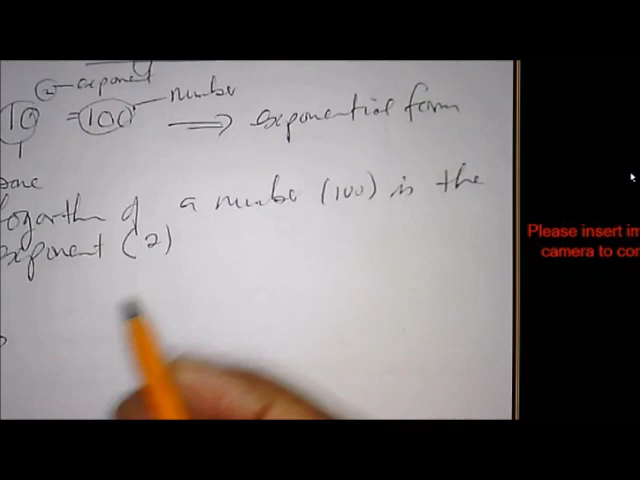 2 exponent
10 = 100 number ⟹ exponential form
Logarithm of a number (100) is the
exponent (2)
Please insert im
camera to con